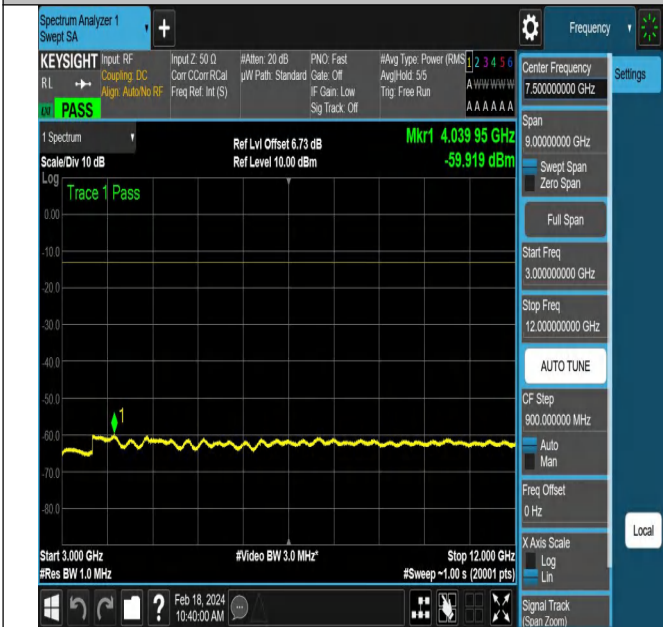 Spectrum Analyzer 1
Swept SA
+
Frequency
KEYSIGHT
RL
LXI
PASS
Input: RF
Coupling: DC
Align: Auto/No RF
Input Z: 50 Ω
Corr CCorr RCal
Freq Ref: Int (S)
#Atten: 20 dB
µW Path: Standard
PNO: Fast
Gate: Off
IF Gain: Low
Sig Track: Off
#Avg Type: Power (RMS
Avg|Hold: 5/5
Trig: Free Run
1 2 3 4 5 6
A W W W W W
A A A A A A
1 Spectrum
Scale/Div 10 dB
Log
Ref Lvl Offset 6.73 dB
Ref Level 10.00 dBm
Mkr1 4.039 95 GHz
-59.919 dBm
Trace 1 Pass
0.00
-10.0
-20.0
-30.0
-40.0
-50.0
-60.0
-70.0
-80.0
1
Start 3.000 GHz
#Res BW 1.0 MHz
#Video BW 3.0 MHz*
Stop 12.000 GHz
#Sweep ~1.00 s (20001 pts)
Feb 18, 2024
10:40:00 AM
?
Center Frequency
7.500000000 GHz
Settings
Span
9.00000000 GHz
Swept Span
Zero Span
Full Span
Start Freq
3.000000000 GHz
Stop Freq
12.000000000 GHz
AUTO TUNE
CF Step
900.000000 MHz
Auto
Man
Freq Offset
0 Hz
Local
X Axis Scale
Log
Lin
Signal Track
(Span Zoom)